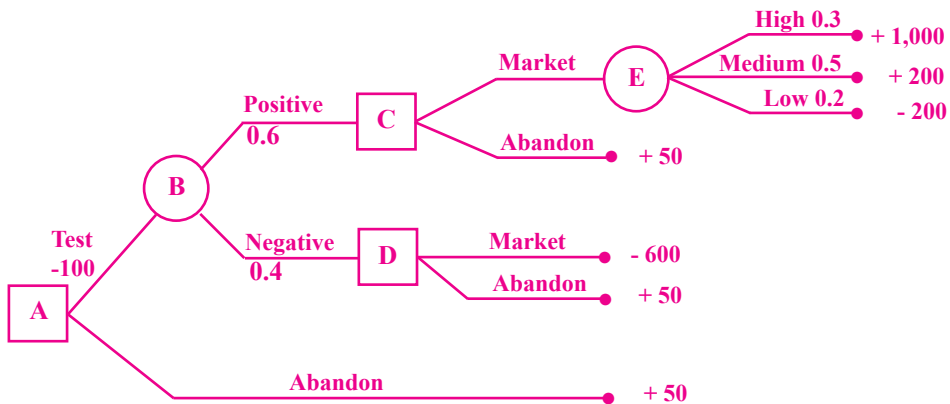 High 0.3
+ 1,000
Market
E
Medium 0.5
+ 200
Low 0.2
- 200
Positive
0.6
C
Abandon
+ 50
B
Test
-100
Negative
0.4
D
Market
- 600
Abandon
+ 50
A
Abandon
+ 50